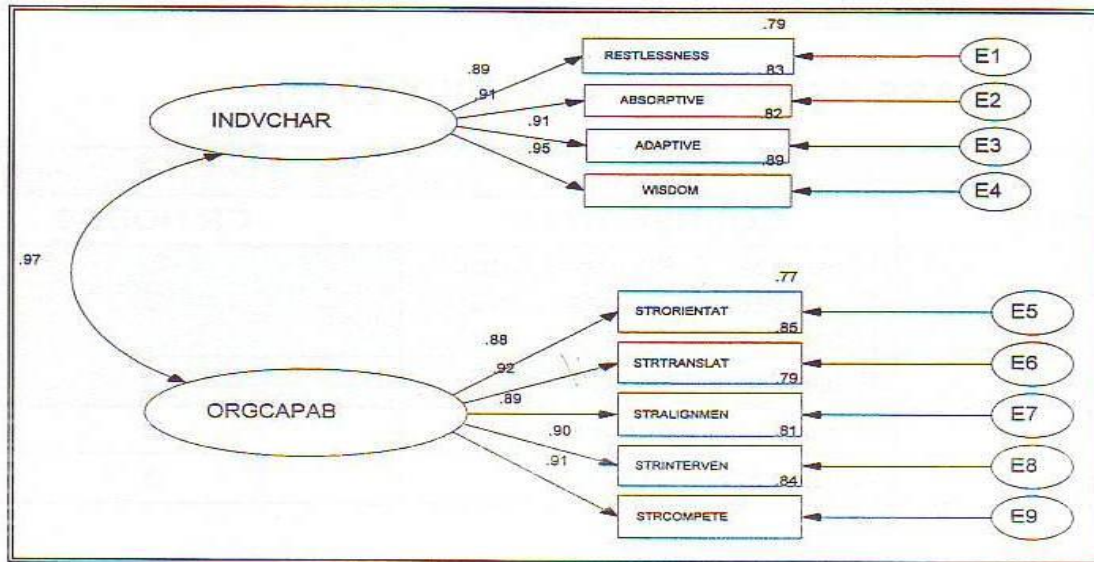 .79
RESTLESSNESS
E1
.89
.83
.91
ABSORPTIVE
E2
INDVCHAR
.82
.91
ADAPTIVE
E3
.95
.89
WISDOM
E4
.97
.77
STRORIENTAT
E5
.88
.85
STRTRANSLAT
E6
.92
.79
.89
ORGCAPAB
STRALIGNMEN
E7
.81
.90
STRINTERVEN
E8
.91
.84
STRCOMPETE
E9